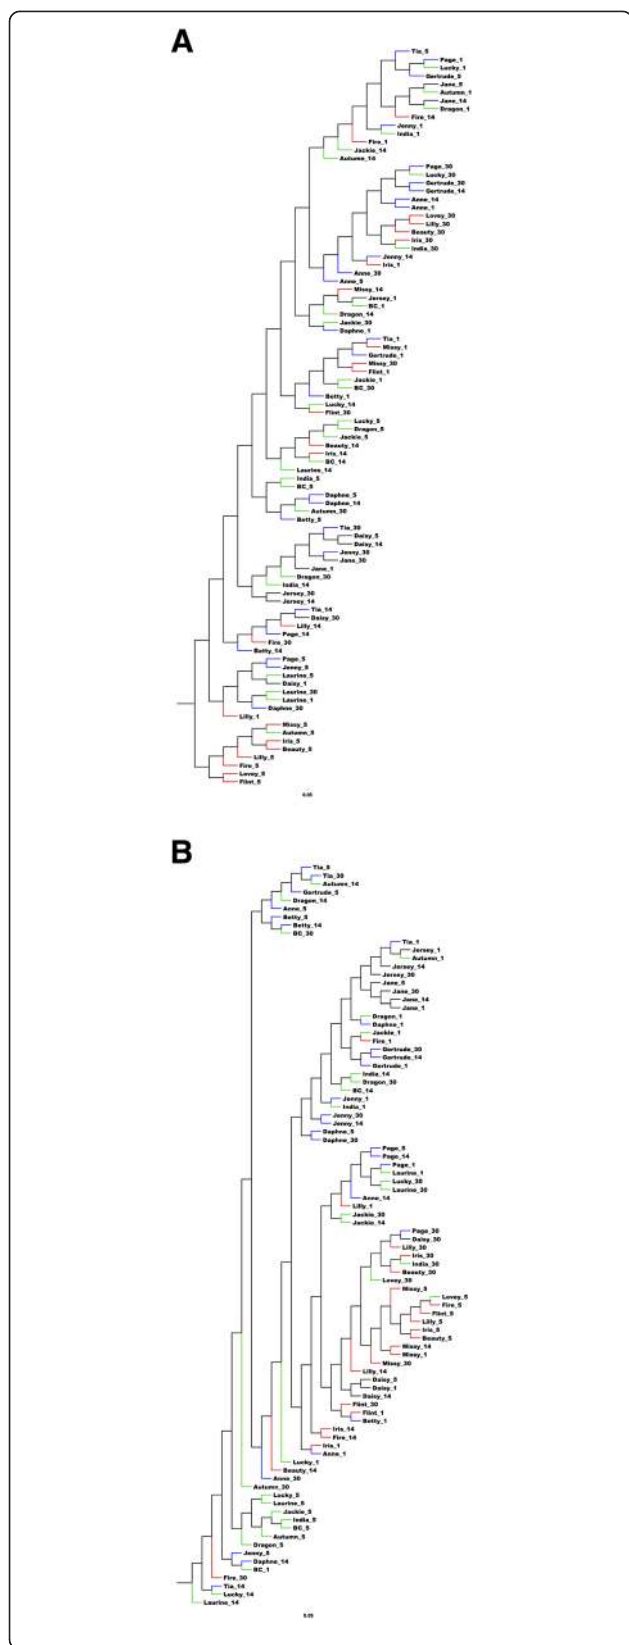 A
Tia_5
Page_1
Lucky_1
Gertrude_5
Jane_5
Autumn_1
Jane_14
Dragon_1
Fire_14
Jenny_1
India_1
Fire_1
Jackie_14
Autumn_14
Page_30
Lucky_30
Gertrude_30
Gertrude_14
Anne_14
Anne_1
Lovey_30
Lilly_30
Beauty_30
Iris_30
India_30
Jenny_14
Iris_1
Anne_30
Anne_5
Missy_14
Jersey_1
BC_1
Dragon_14
Jackie_30
Daphne_1
Tia_1
Missy_1
Gertrude_1
Missy_30
Flint_1
Jackie_1
BC_30
Betty_1
Lucky_14
Flint_30
Lucky_5
Dragon_5
Jackie_5
Beauty_14
Iris_14
BC_14
Laurine_14
India_5
BC_5
Daphne_5
Daphne_14
Autumn_30
Betty_5
Tia_30
Daisy_5
Daisy_14
Jenny_30
Jane_30
Jane_1
Dragon_30
India_14
Jersey_30
Jersey_14
Tia_14
Daisy_30
Lilly_14
Page_14
Fire_30
Betty_14
Page_5
Jenny_5
Laurine_5
Daisy_1
Laurine_30
Laurine_1
Daphne_30
Lilly_1
Missy_5
Autumn_5
Iris_5
Beauty_5
Lilly_5
Fire_5
Lovey_5
Flint_5
0.05
B
Tia_5
Tia_30
Autumn_14
Gertrude_5
Dragon_14
Anne_5
Betty_5
Betty_14
BC_30
Tia_1
Jersey_1
Autumn_1
Jersey_14
Jersey_30
Jane_5
Jane_30
Jane_14
Jane_1
Dragon_1
Daphne_1
Jackie_1
Fire_1
Gertrude_30
Gertrude_14
Gertrude_1
India_14
Dragon_30
BC_14
Jenny_1
India_1
Jenny_30
Jenny_14
Daphne_5
Daphne_30
Page_5
Page_14
Page_1
Laurine_1
Lucky_30
Laurine_30
Anne_14
Lilly_1
Jackie_30
Jackie_14
Page_30
Daisy_30
Lilly_30
Iris_30
India_30
Beauty_30
Lovey_30
Missy_5
Lovey_5
Fire_5
Flint_5
Lilly_5
Iris_5
Beauty_5
Missy_14
Missy_1
Missy_30
Lilly_14
Daisy_5
Daisy_1
Daisy_14
Flint_30
Flint_1
Betty_1
Iris_14
Fire_14
Iris_1
Anne_1
Lucky_1
Beauty_14
Anne_30
Autumn_30
Lucky_5
Laurine_5
Jackie_5
India_5
BC_5
Autumn_5
Dragon_5
Jenny_5
Daphne_14
BC_1
Fire_30
Tia_14
Lucky_14
Laurine_14
0.05